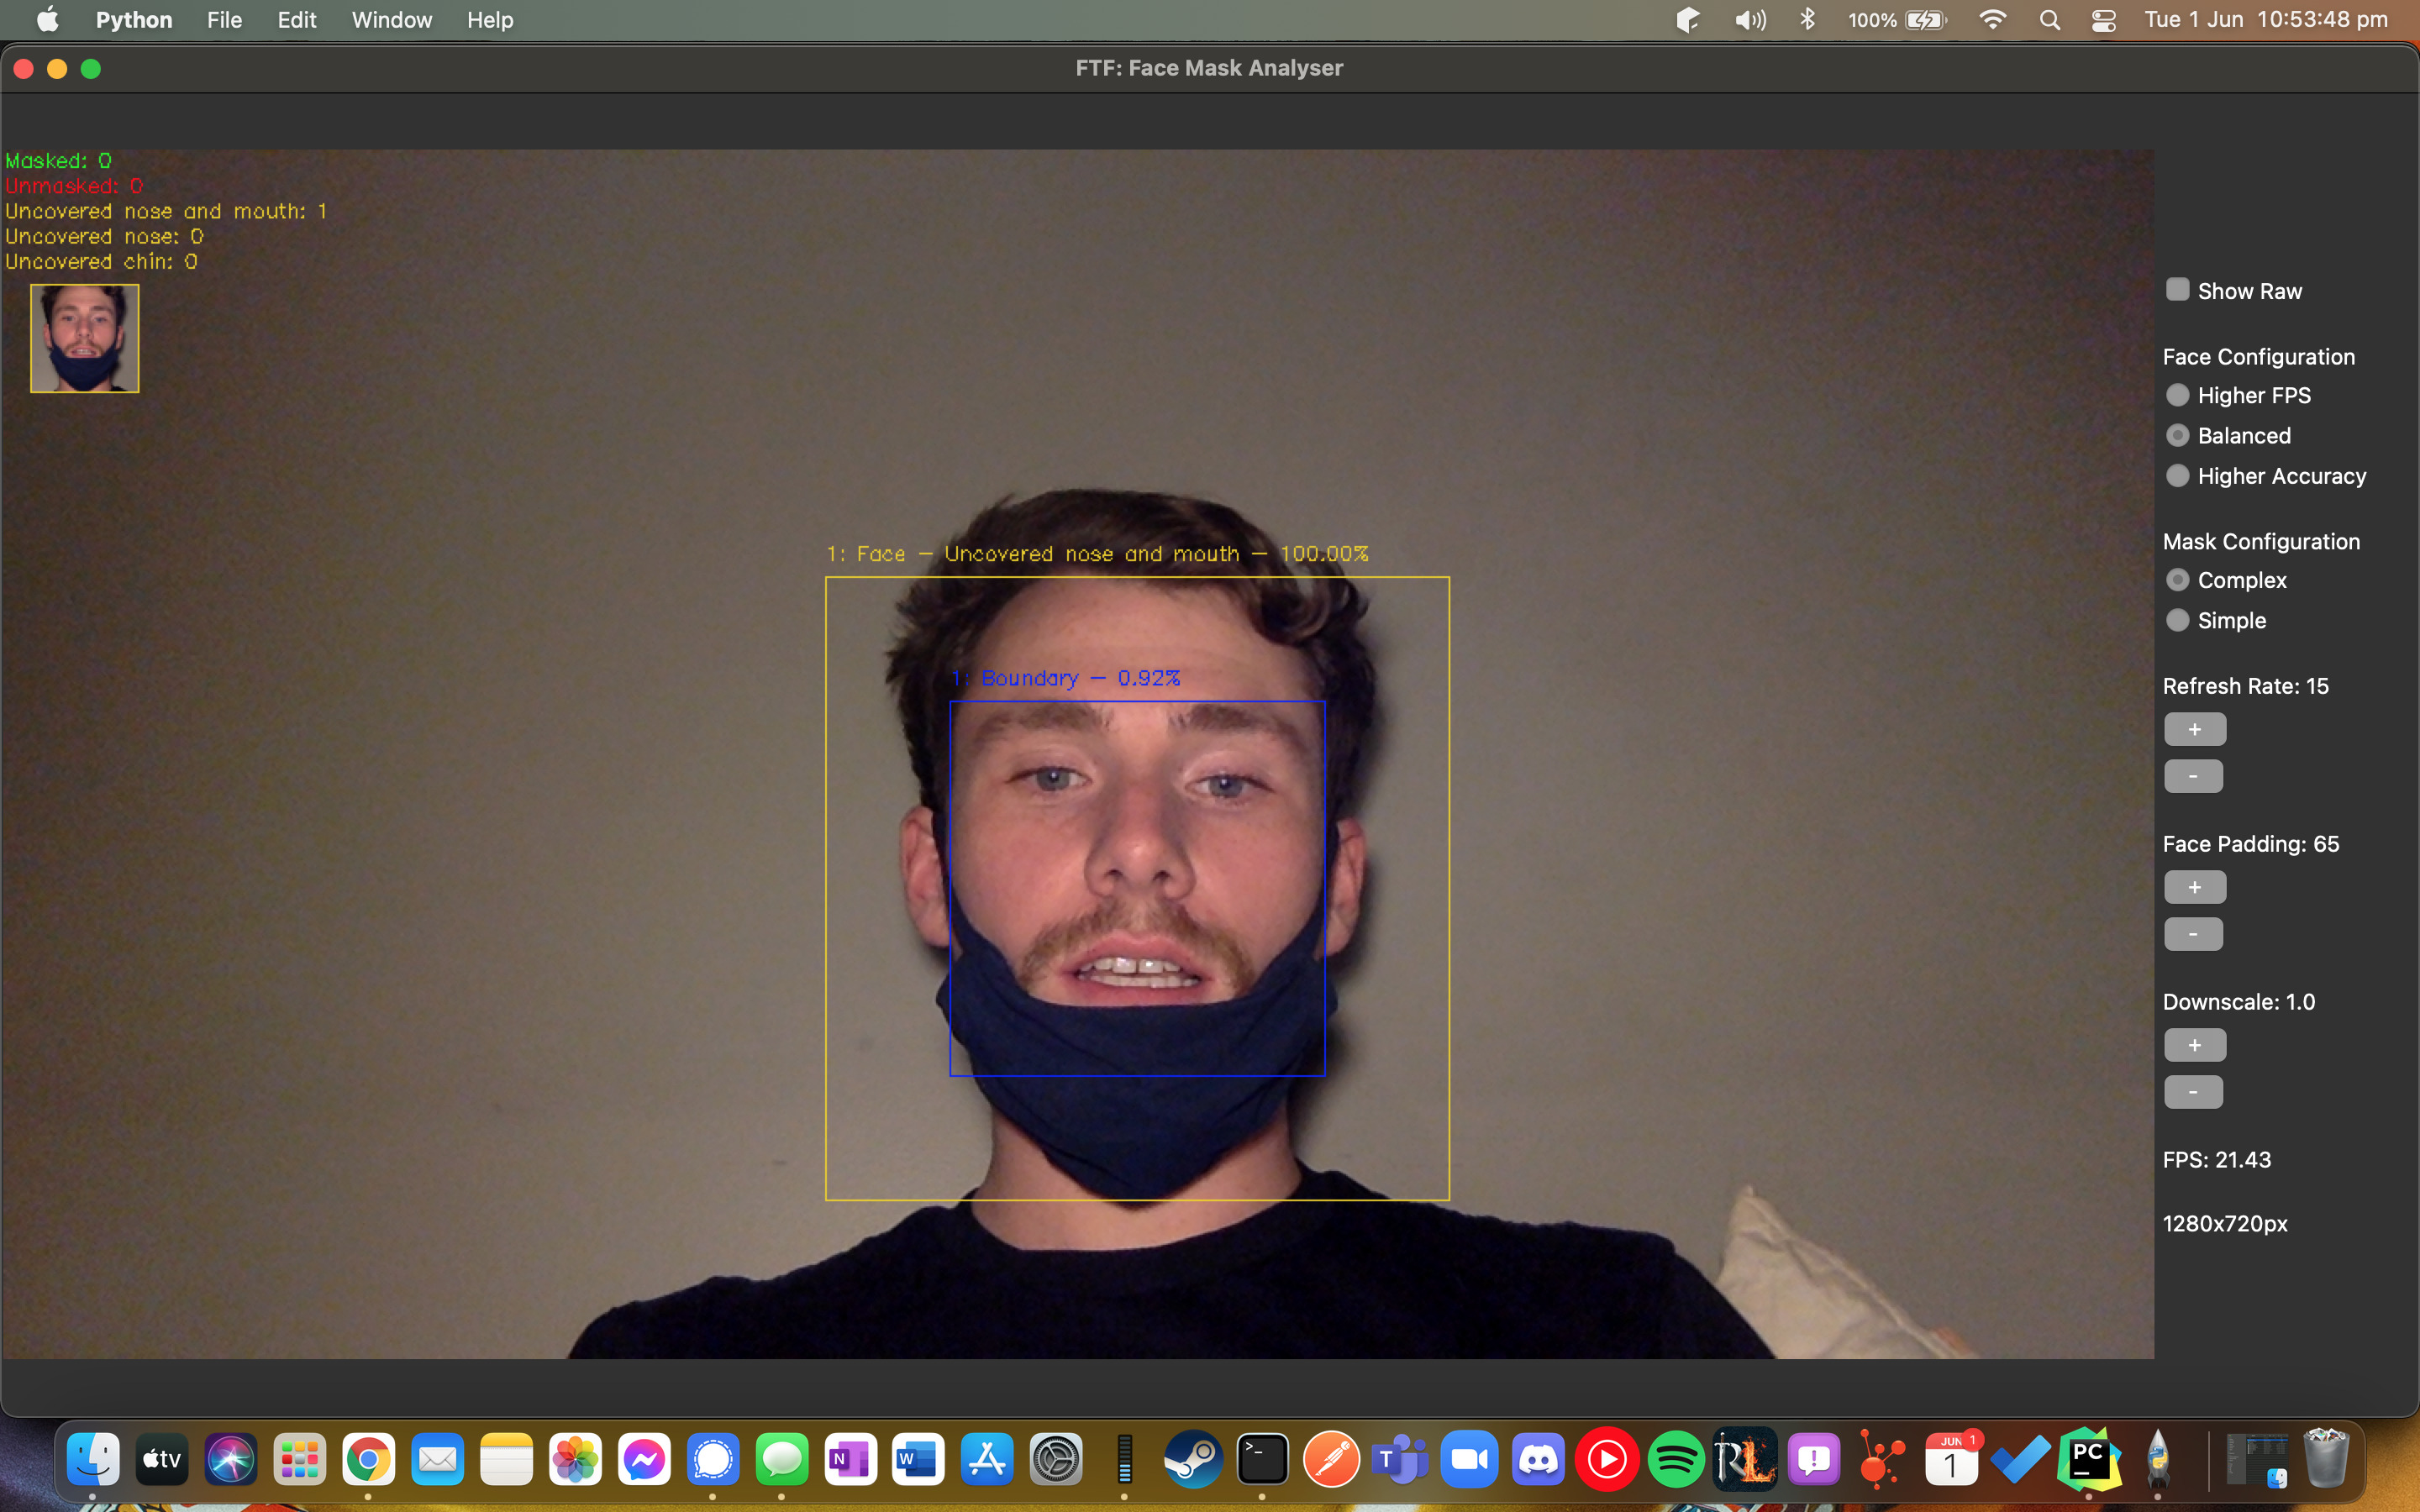 Python File Edit Window Help 100% Tue 1 Jun 10:53:48 pm
FTF: Face Mask Analyser
Masked: 0
Unmasked: 0
Uncovered nose and mouth: 1
Uncovered nose: 0
Uncovered chin: 0
1: Face - Uncovered nose and mouth - 100.00%
1: Boundary - 0.92%
Show Raw
Face Configuration
Higher FPS
Balanced
Higher Accuracy
Mask Configuration
Complex
Simple
Refresh Rate: 15
+
-
Face Padding: 65
+
-
Downscale: 1.0
+
-
FPS: 21.43
1280x720px
tv N W >_ T RL JUN 1 1 PC